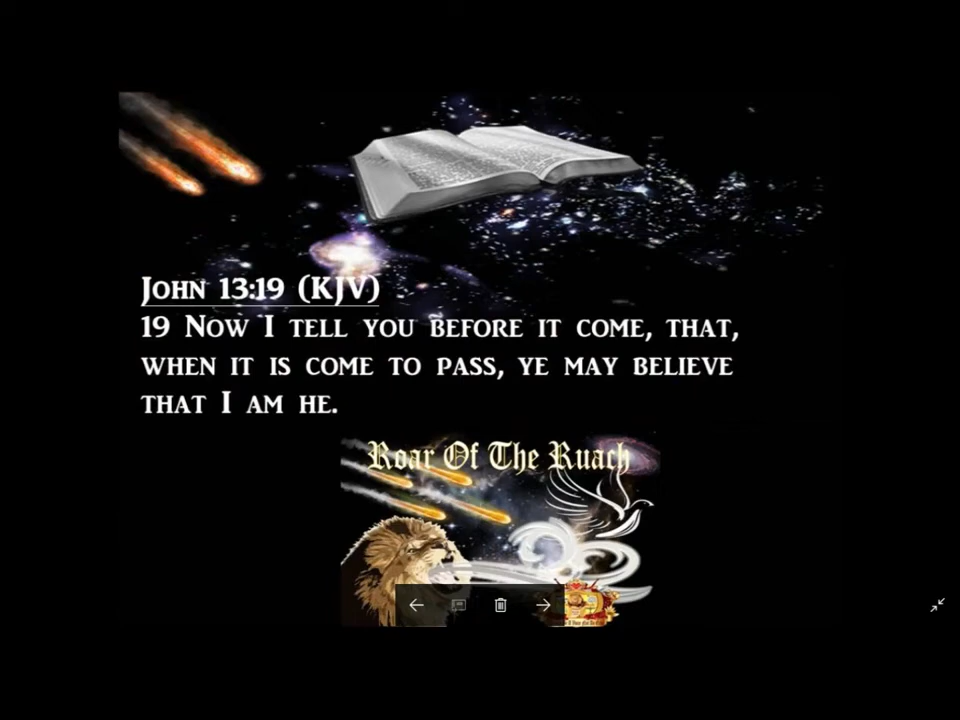 John 13:19 (KJV)
19 Now I tell you before it come, that,
when it is come to pass, ye may believe
that I am he.
Roar Of The Ruach